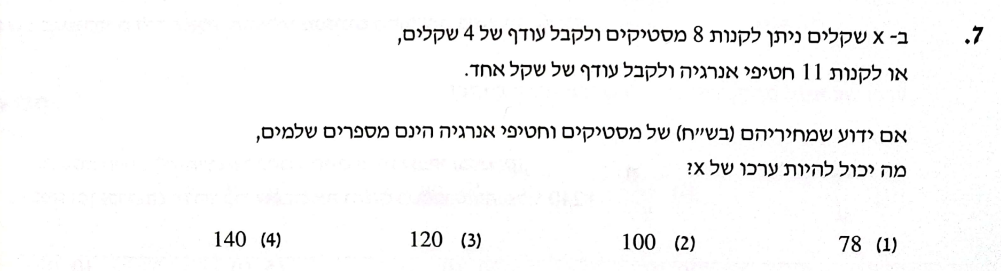 7. ב- x שקלים ניתן לקנות 8 מסטיקים ולקבל עודף של 4 שקלים,
או לקנות 11 חטיפי אנרגיה ולקבל עודף של שקל אחד.
אם ידוע שמחיריהם (בש״ח) של מסטיקים וחטיפי אנרגיה הינם מספרים שלמים,
מה יכול להיות ערכו של x?
(1) 78 (2) 100 (3) 120 (4) 140